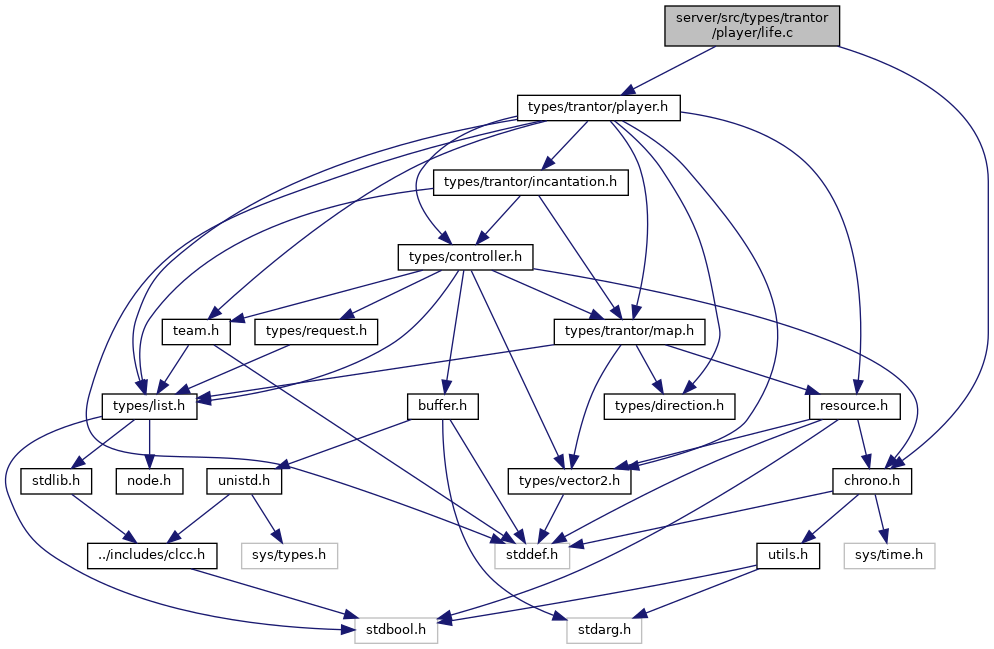 server/src/types/trantor
/player/life.c
types/trantor/player.h
types/trantor/incantation.h
types/controller.h
team.h
types/request.h
types/trantor/map.h
types/list.h
buffer.h
types/direction.h
resource.h
stdlib.h
node.h
unistd.h
types/vector2.h
chrono.h
../includes/clcc.h
sys/types.h
stddef.h
utils.h
sys/time.h
stdbool.h
stdarg.h